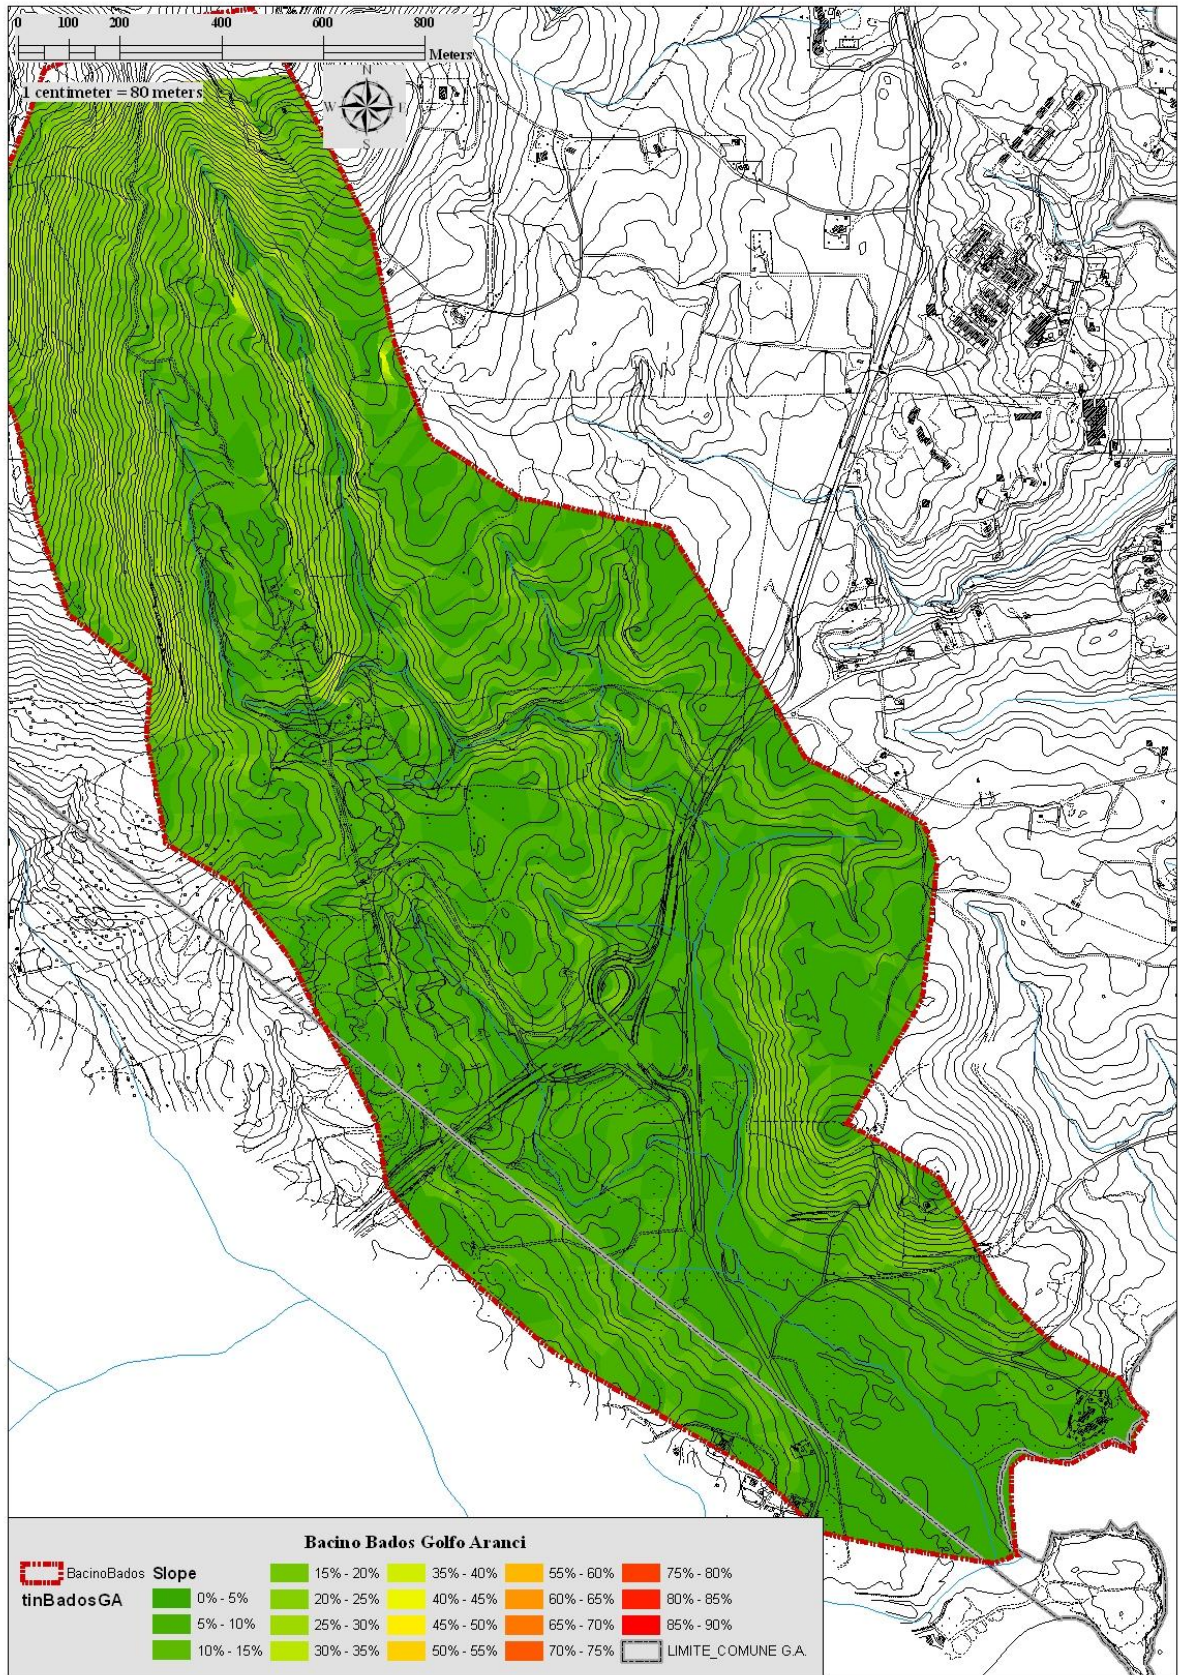 0 100 200 400 600 800
Meters
1 centimeter = 80 meters
N
W E
S
Bacino Bados Golfo Aranci
BacinoBados
tinBadosGA
Slope
0% - 5%
5% - 10%
10% - 15%
15% - 20%
20% - 25%
25% - 30%
30% - 35%
35% - 40%
40% - 45%
45% - 50%
50% - 55%
55% - 60%
60% - 65%
65% - 70%
70% - 75%
75% - 80%
80% - 85%
85% - 90%
LIMITE_COMUNE G.A.